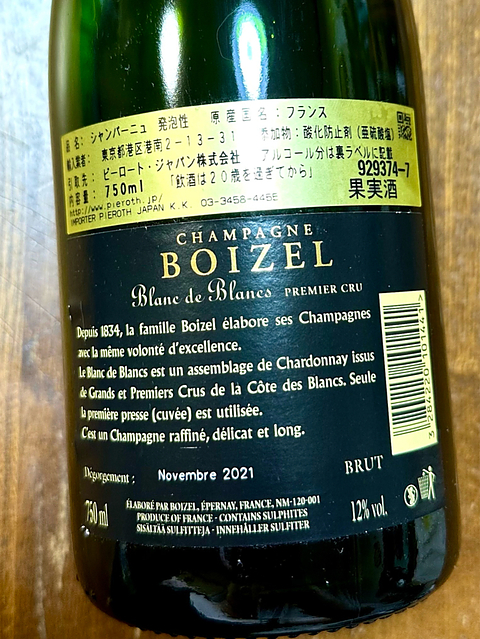 品名: シャンパーニュ 発泡性 原産国名: フランス
輸入業者: 東京都港区港南2-13-31 添加物: 酸化防止剤(亜硫酸塩)
引取先: ピーロート・ジャパン株式会社 アルコール分は裏ラベルに記載
内容量: 750ml 「飲酒は20歳を過ぎてから」 929374-7
http://www.pieroth.jp/ 果実酒
IMPORTER PIEROTH JAPAN K.K. 03-3458-4455
CHAMPAGNE
BOIZEL
Blanc de Blancs PREMIER CRU
Depuis 1834, la famille Boizel élabore ses Champagnes
avec la même volonté d'excellence.
Le Blanc de Blancs est un assemblage de Chardonnay issus
de Grands et Premiers Crus de la Côte des Blancs. Seule
la première presse (cuvée) est utilisée.
C'est un Champagne raffiné, délicat et long.
3 284220 101441>
BRUT
Dégorgement: Novembre 2021
750 ml
ÉLABORÉ PAR BOIZEL, ÉPERNAY, FRANCE, NM-120-001
PRODUCE OF FRANCE - CONTAINS SULPHITES
SISÄLTÄÄ SULFIITTEJA - INNEHÅLLER SULFITER
12% vol.